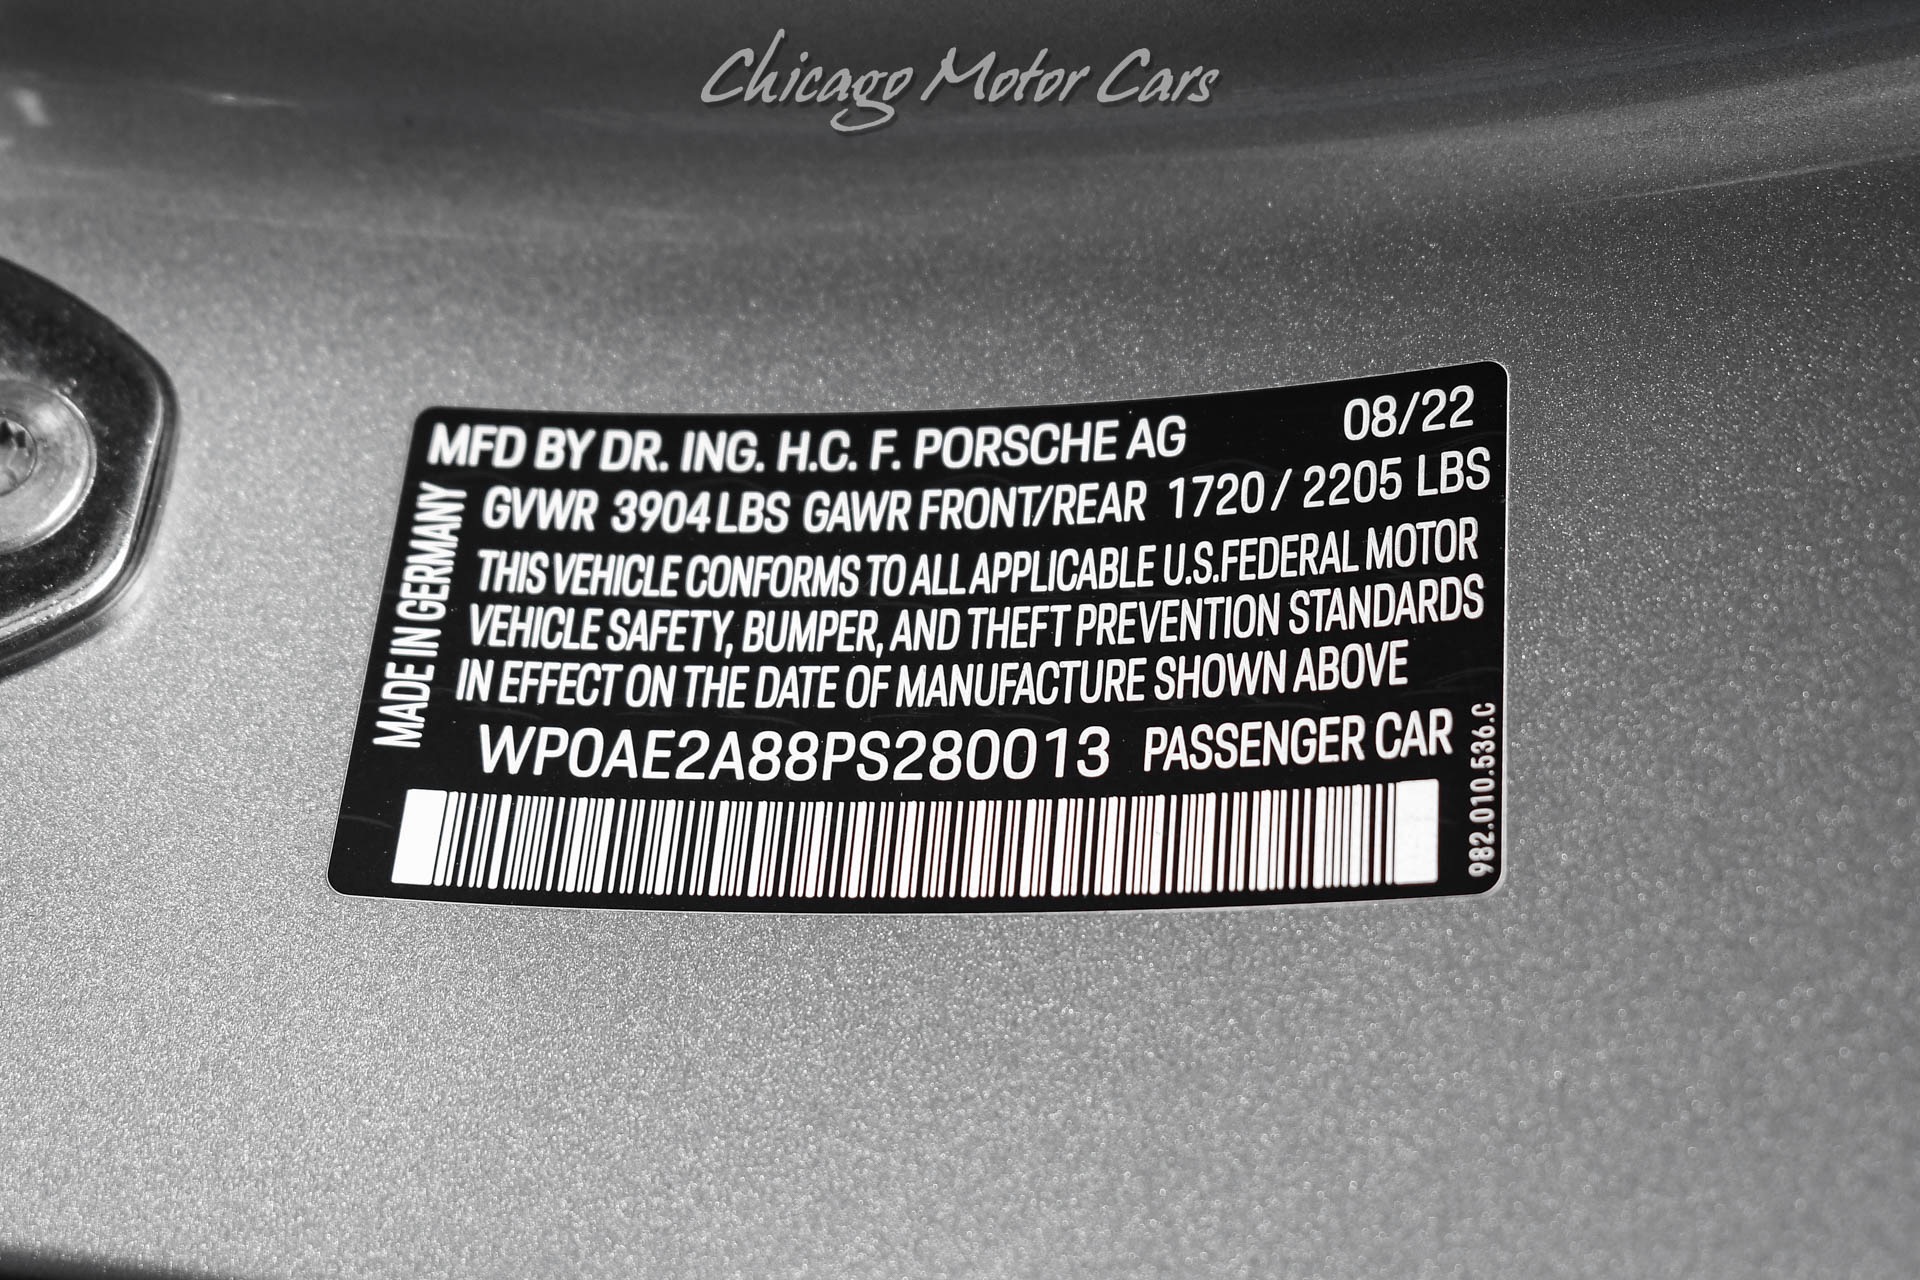 Chicago Motor Cars
MFD BY DR. ING. H.C. F. PORSCHE AG 08/22
GVWR 3904 LBS GAWR FRONT/REAR 1720 / 2205 LBS
THIS VEHICLE CONFORMS TO ALL APPLICABLE U.S.FEDERAL MOTOR
VEHICLE SAFETY, BUMPER, AND THEFT PREVENTION STANDARDS
IN EFFECT ON THE DATE OF MANUFACTURE SHOWN ABOVE
WP0AE2A88PS280013 PASSENGER CAR
MADE IN GERMANY
982.010.536.C